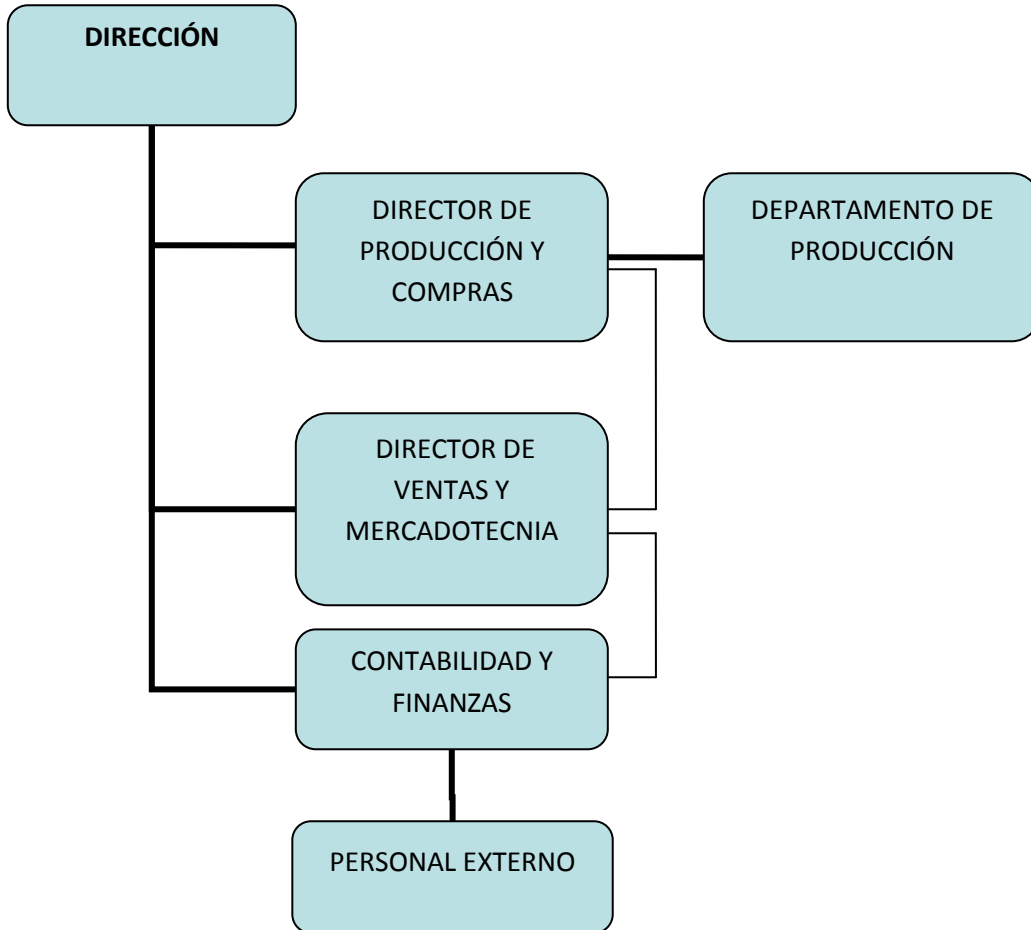 DIRECCIÓN
DIRECTOR DE
PRODUCCIÓN Y
COMPRAS
DEPARTAMENTO DE
PRODUCCIÓN
DIRECTOR DE
VENTAS Y
MERCADOTECNIA
CONTABILIDAD Y
FINANZAS
PERSONAL EXTERNO